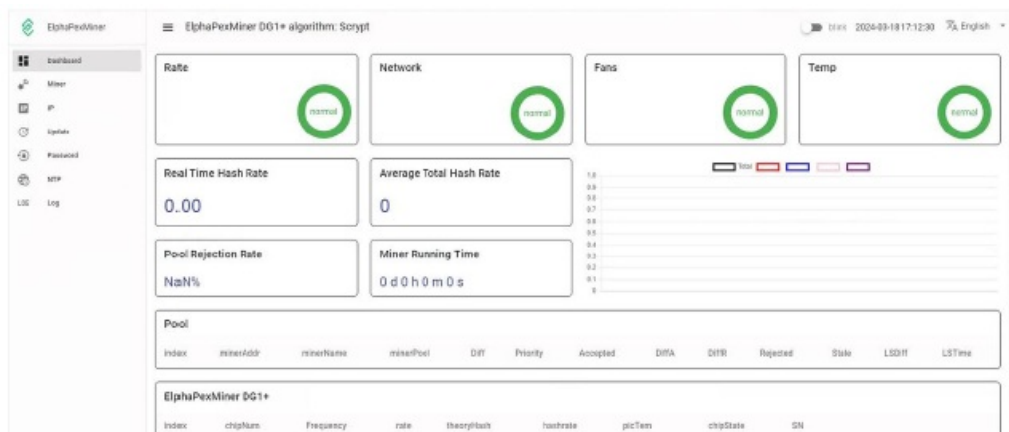 ElphaPexMiner
ElphaPexMiner DG1+ algorithm: Scrypt
blink 2024-03-18 17:12:30 English
Dashboard
Miner
IP
Update
Password
NTP
LOG Log
Rate
normal
Network
normal
Fans
normal
Temp
normal
Real Time Hash Rate
0..00
Average Total Hash Rate
0
Pool Rejection Rate
NaN%
Miner Running Time
0 d 0 h 0 m 0 s
Total
1.0
0.9
0.8
0.7
0.6
0.5
0.4
0.3
0.2
0.1
0
Pool
Index minerAddr minerName minerPool Diff Priority Accepted DiffA DiffR Rejected Stale LSDiff LSTime
ElphaPexMiner DG1+
Index chipNum Frequency rate theoryHash hashrate picTem chipState SN